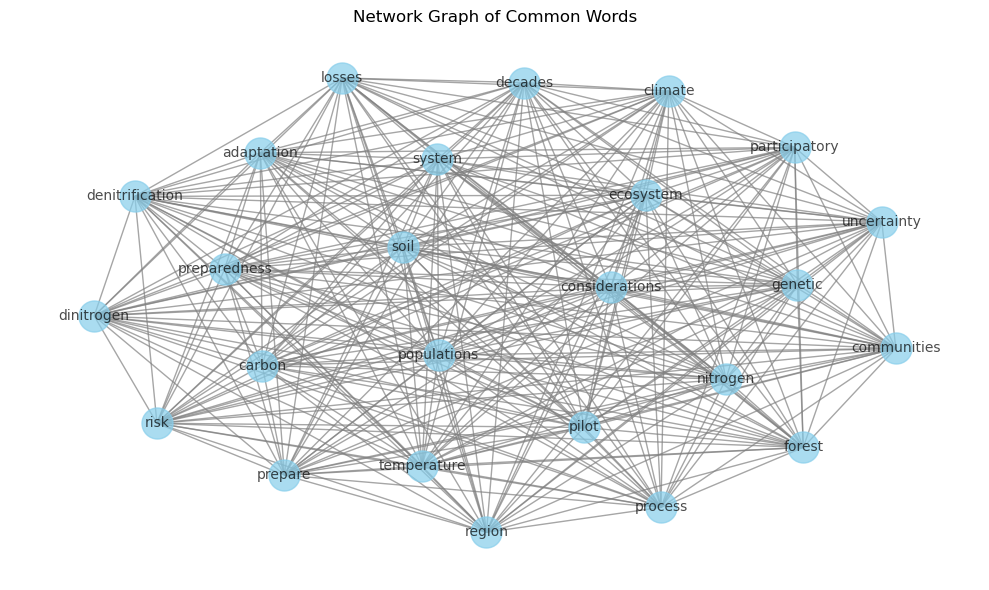 Network Graph of Common Words
losses
decades
climate
participatory
adaptation
system
denitrification
ecosystem
uncertainty
soil
preparedness
considerations
genetic
dinitrogen
populations
communities
carbon
nitrogen
risk
pilot
forest
temperature
prepare
process
region